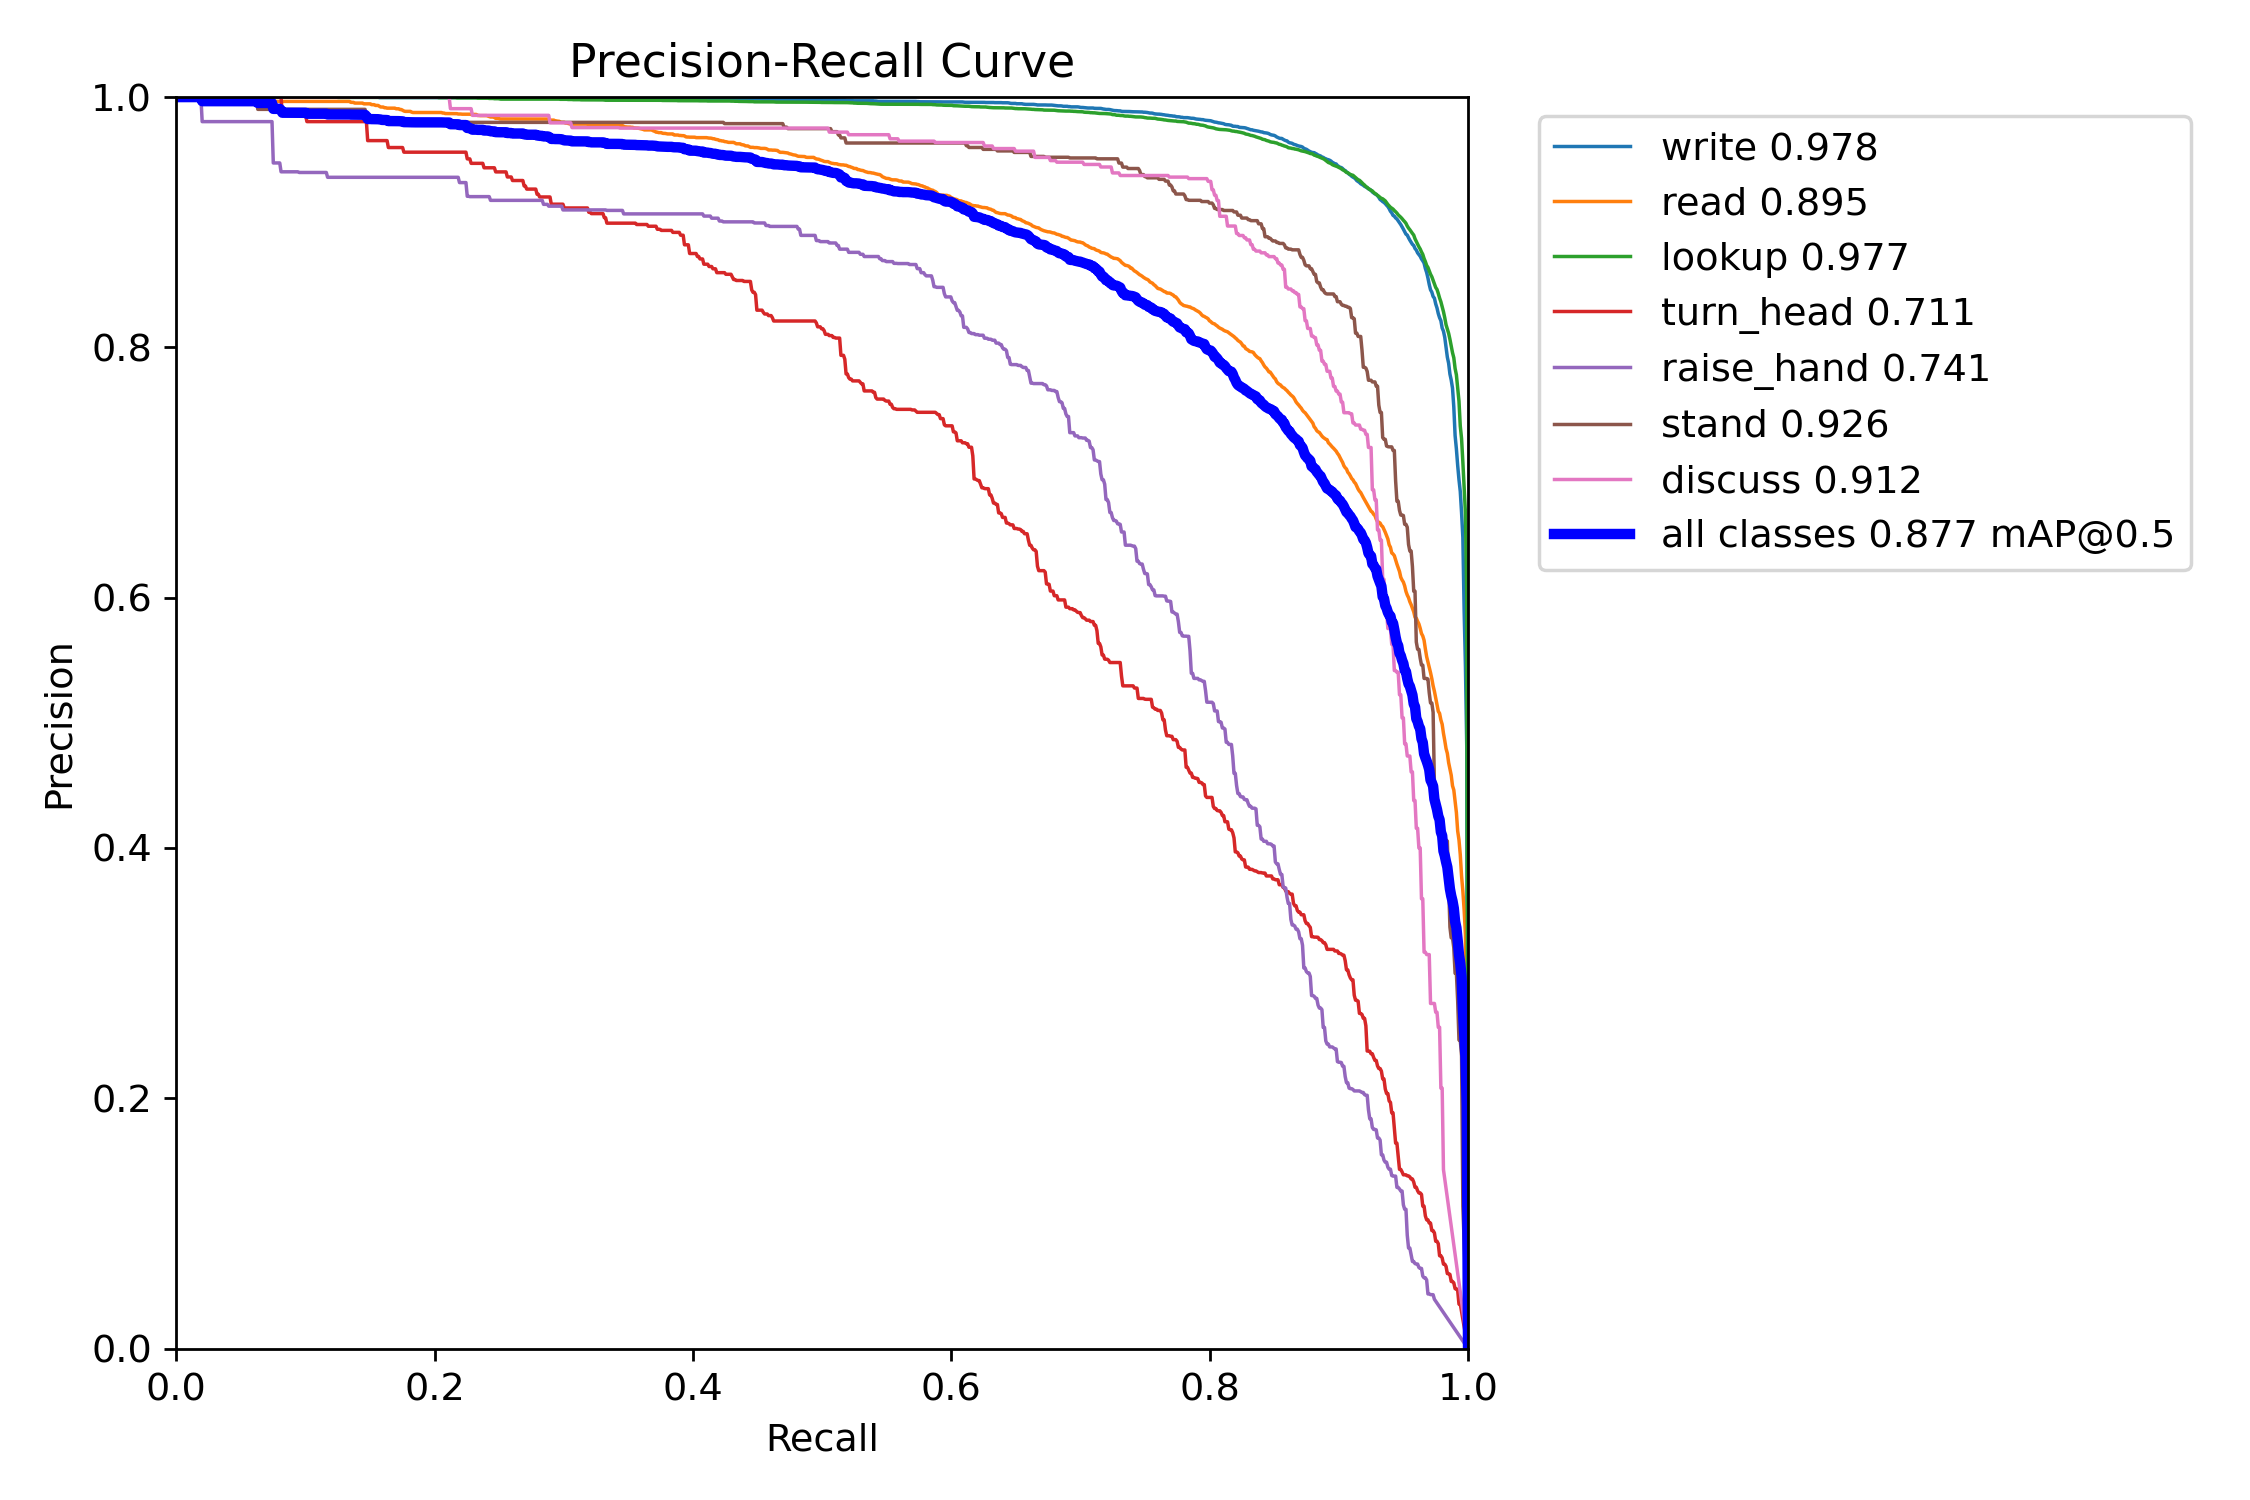 Precision-Recall Curve
1.0
0.8
0.6
0.4
0.2
0.0
Precision
0.0 0.2 0.4 0.6 0.8 1.0
Recall
write 0.978
read 0.895
lookup 0.977
turn_head 0.711
raise_hand 0.741
stand 0.926
discuss 0.912
all classes 0.877 mAP@0.5